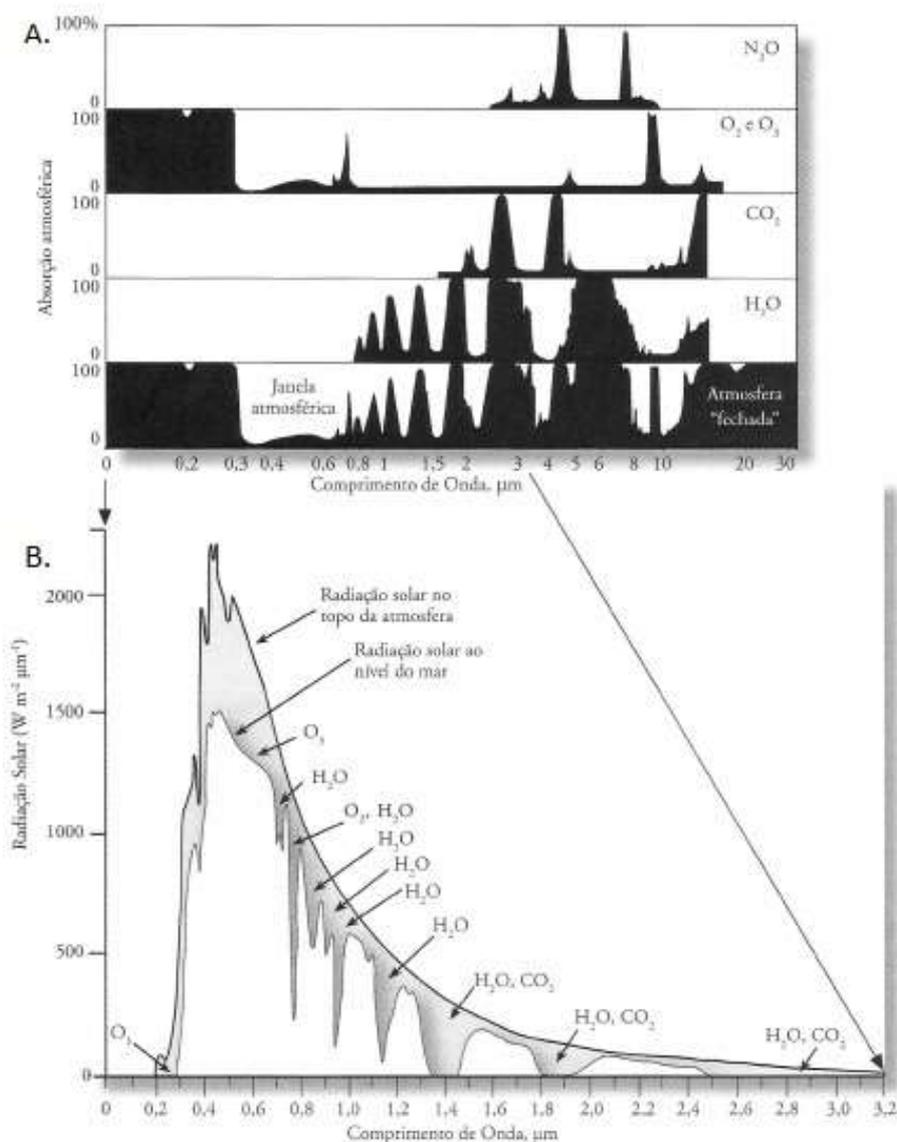 A.
100%
0
N₂O
100
0
O₂ e O₃
100
0
CO₂
100
0
H₂O
100
0
Janela
atmosférica
Atmosfera
“fechada”
Absorção atmosférica
0 0,2 0,3 0,4 0,6 0,8 1 1,5 2 3 4 5 6 8 10 20 30
Comprimento de Onda, µm
B.
2000
1500
1000
500
0
Radiação Solar (W m⁻² µm⁻¹)
Radiação solar no
topo da atmosfera
Radiação solar ao
nível do mar
O₃
H₂O
O₂, H₂O
H₂O
H₂O
H₂O
H₂O
H₂O, CO₂
H₂O, CO₂
H₂O, CO₂
O₃
0 0,2 0,4 0,6 0,8 1,0 1,2 1,4 1,6 1,8 2,0 2,2 2,4 2,6 2,8 3,0 3,2
Comprimento de Onda, µm